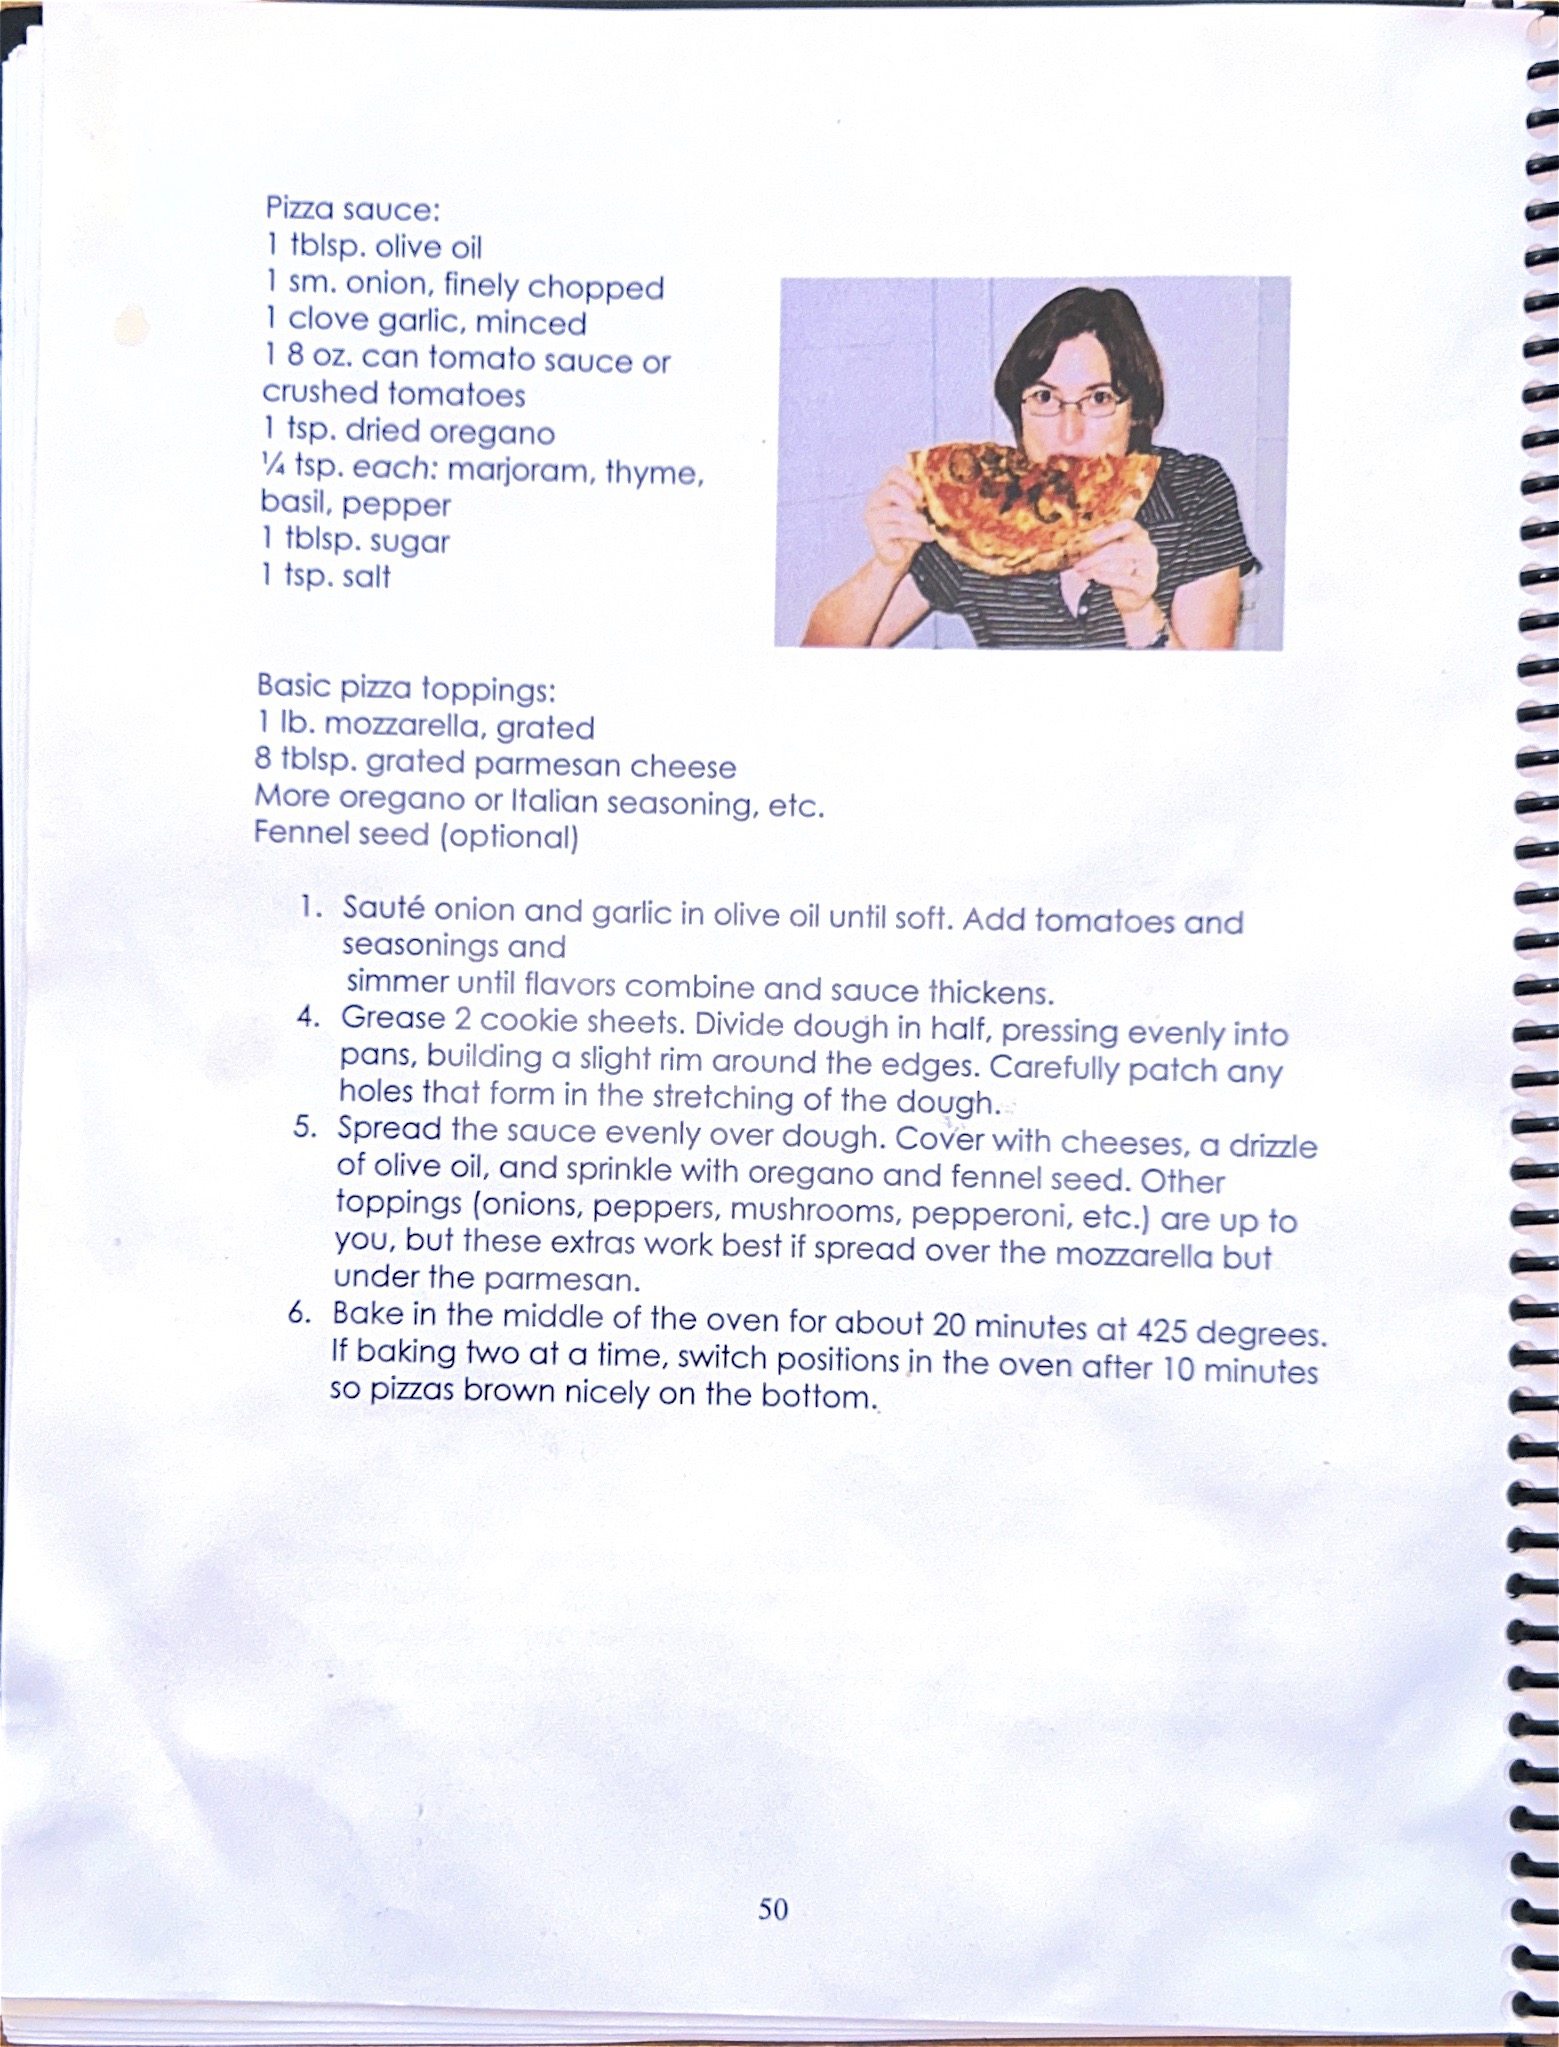 Pizza sauce:
1 tblsp. olive oil
1 sm. onion, finely chopped
1 clove garlic, minced
1 8 oz. can tomato sauce or
crushed tomatoes
1 tsp. dried oregano
¼ tsp. each: marjoram, thyme,
basil, pepper
1 tblsp. sugar
1 tsp. salt
Basic pizza toppings:
1 lb. mozzarella, grated
8 tblsp. grated parmesan cheese
More oregano or Italian seasoning, etc.
Fennel seed (optional)
1. Sauté onion and garlic in olive oil until soft. Add tomatoes and
seasonings and
simmer until flavors combine and sauce thickens.
4. Grease 2 cookie sheets. Divide dough in half, pressing evenly into
pans, building a slight rim around the edges. Carefully patch any
holes that form in the stretching of the dough.
5. Spread the sauce evenly over dough. Cover with cheeses, a drizzle
of olive oil, and sprinkle with oregano and fennel seed. Other
toppings (onions, peppers, mushrooms, pepperoni, etc.) are up to
you, but these extras work best if spread over the mozzarella but
under the parmesan.
6. Bake in the middle of the oven for about 20 minutes at 425 degrees.
If baking two at a time, switch positions in the oven after 10 minutes
so pizzas brown nicely on the bottom.
50